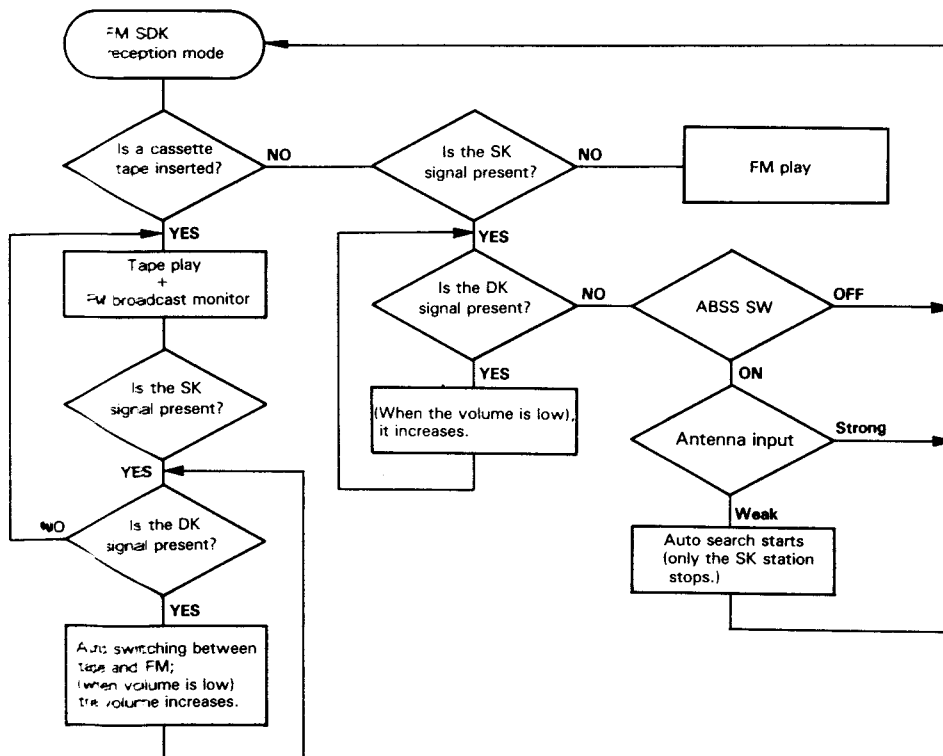 FM SDK
reception mode
Is a cassette
tape inserted?
NO
Is the SK
signal present?
NO
FM play
YES
Tape play
+
FM broadcast monitor
YES
Is the DK
signal present?
NO
ABSS SW
OFF
ON
Is the SK
signal present?
YES
(When the volume is low),
it increases.
Antenna input
Strong
Weak
YES
NO
Is the DK
signal present?
Auto search starts
(only the SK station
stops.)
YES
Auto switching between
tape and FM;
(when volume is low)
the volume increases.